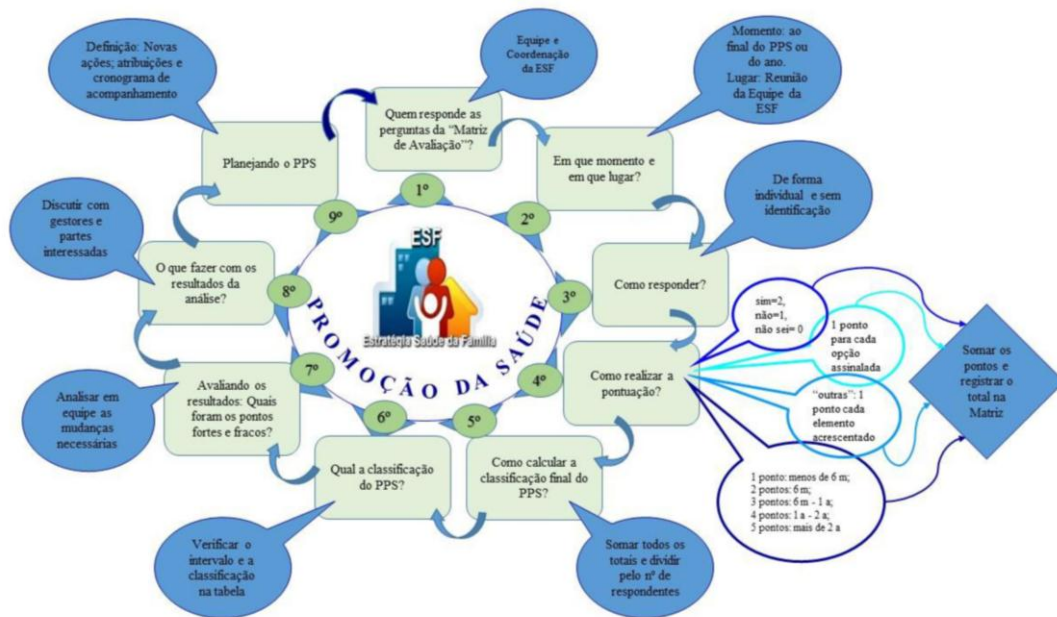 Definição: Novas
ações; atribuições e
cronograma de
acompanhamento
Equipe e
Coordenação
da ESF
Momento: ao
final do PPS ou
do ano.
Lugar: Reunião
da Equipe da
ESF
Planejando o PPS
Quem responde as
perguntas da “Matriz
de Avaliação”?
Em que momento e
em que lugar?
De forma
individual e sem
identificação
1º
2º
9º
Discutir com
gestores e
partes
interessadas
O que fazer com os
resultados da
análise?
8º
ESF
Estratégia Saúde da Família
PROMOÇÃO DA SAÚDE
3º
Como responder?
sim=2,
não=1,
não sei= 0
1 ponto
para cada
opção
assinalada
“outras”: 1
ponto cada
elemento
acrescentado
1 ponto: menos de 6 m;
2 pontos: 6 m;
3 pontos: 6 m - 1 a;
4 pontos: 1 a - 2 a;
5 pontos: mais de 2 a
Somar os
pontos e
registrar o
total na
Matriz
Analisar em
equipe as
mudanças
necessárias
Avaliando os
resultados: Quais
foram os pontos
fortes e fracos?
7º
6º
5º
4º
Como realizar a
pontuação?
Qual a classificação
do PPS?
Como calcular a
classificação final do
PPS?
Verificar o
intervalo e a
classificação
na tabela
Somar todos os
totais e dividir
pelo nº de
respondentes